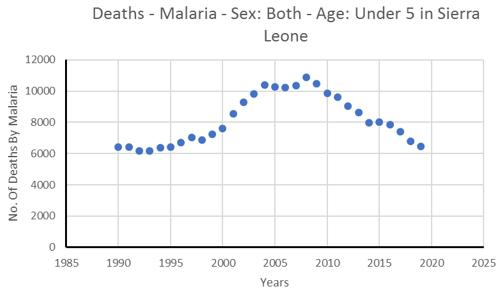 Deaths - Malaria - Sex: Both - Age: Under 5 in Sierra
Leone
No. Of Deaths By Malaria
12000
10000
8000
6000
4000
2000
0
1985 1990 1995 2000 2005 2010 2015 2020 2025
Years